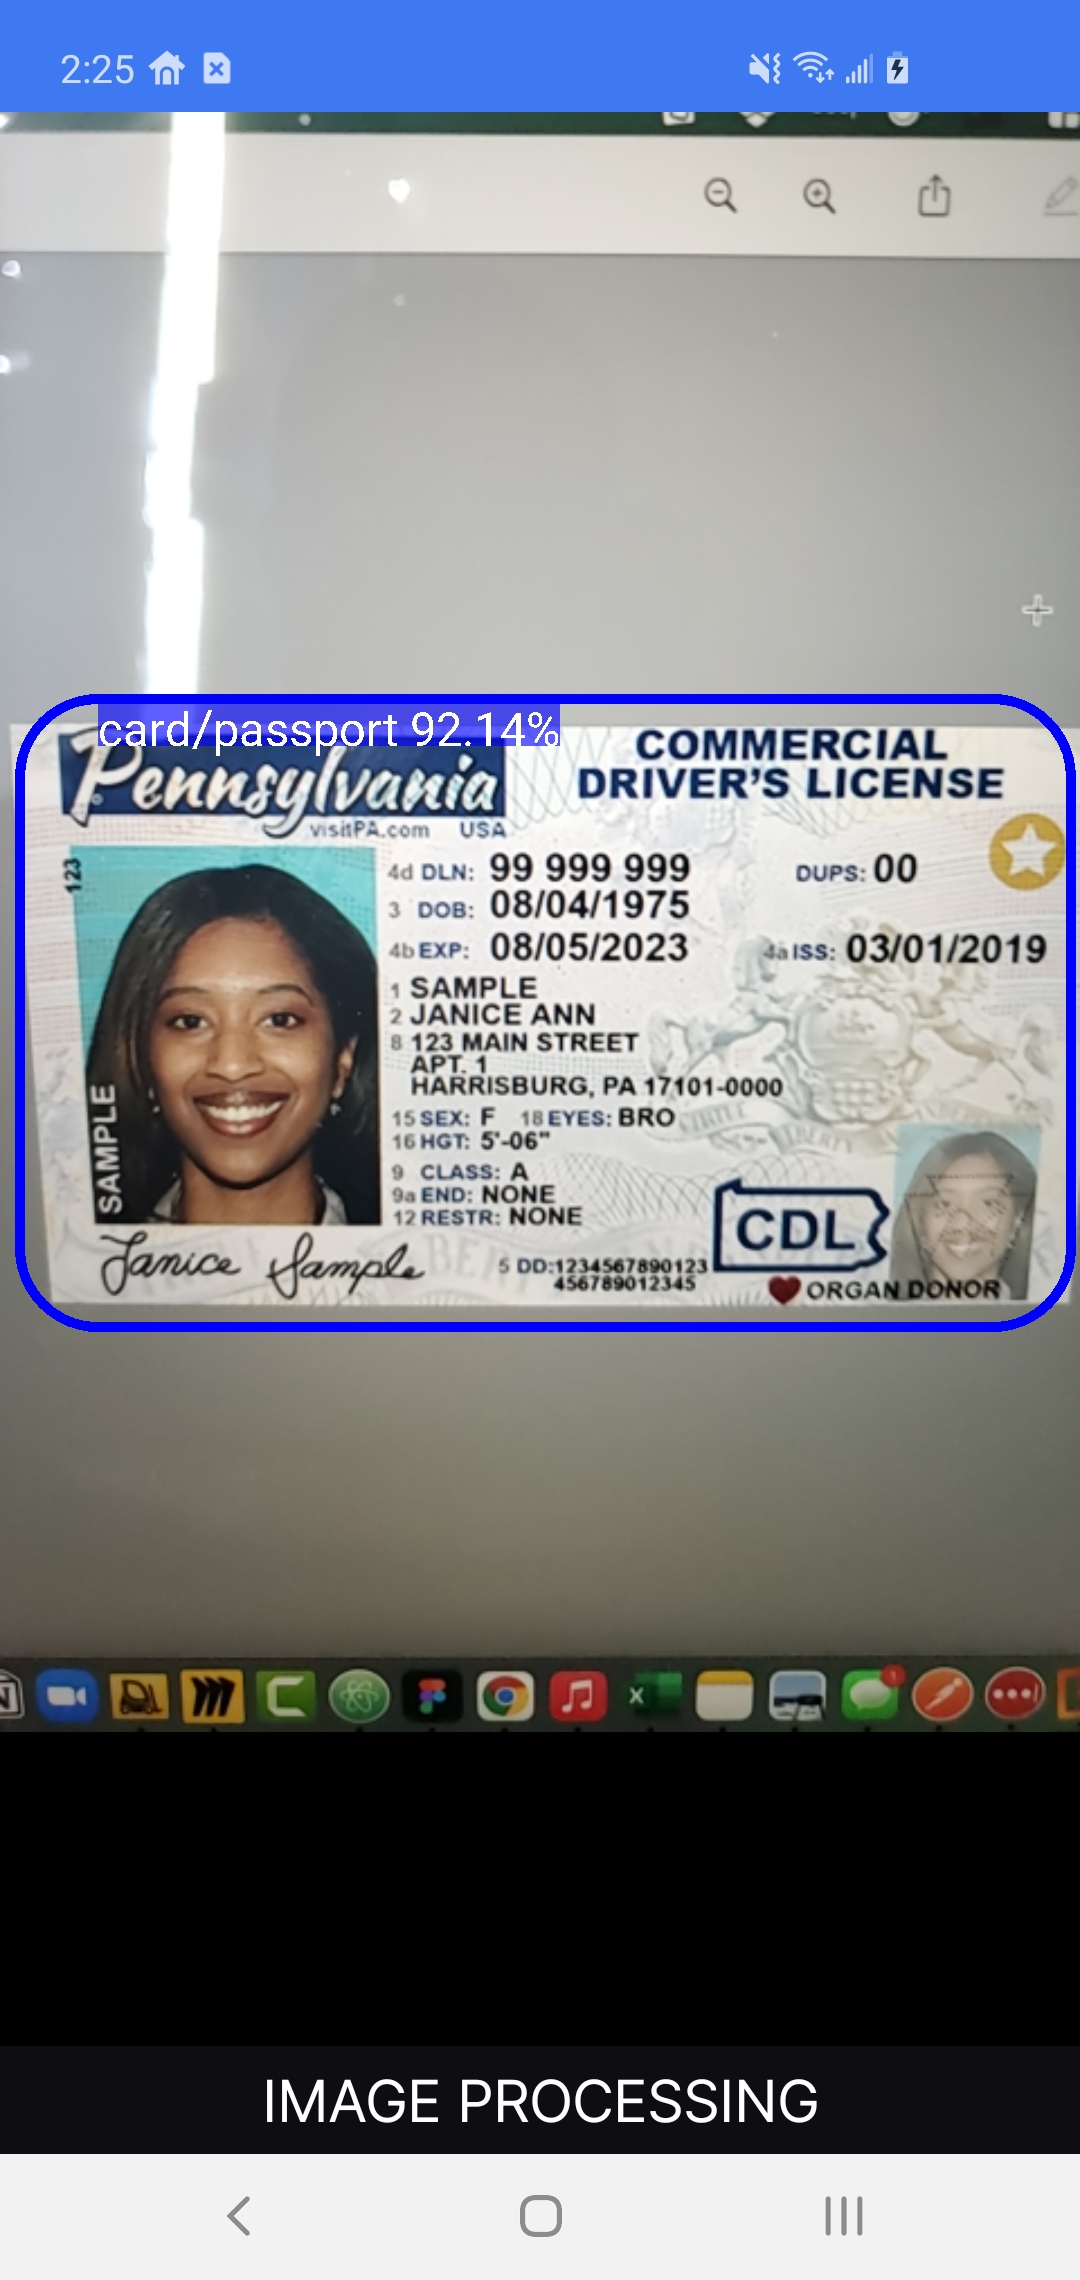 2:25
card/passport 92.14%
Pennsylvania
visitPA.com USA
COMMERCIAL
DRIVER'S LICENSE
123
4d DLN: 99 999 999
DUPS: 00
3 DOB: 08/04/1975
4b EXP: 08/05/2023
4a ISS: 03/01/2019
1 SAMPLE
2 JANICE ANN
8 123 MAIN STREET
APT. 1
HARRISBURG, PA 17101-0000
15 SEX: F 18 EYES: BRO
16 HGT: 5'-06"
9 CLASS: A
9a END: NONE
12 RESTR: NONE
SAMPLE
Janice Sample
5 DD:1234567890123
456789012345
CDL
ORGAN DONOR
IMAGE PROCESSING